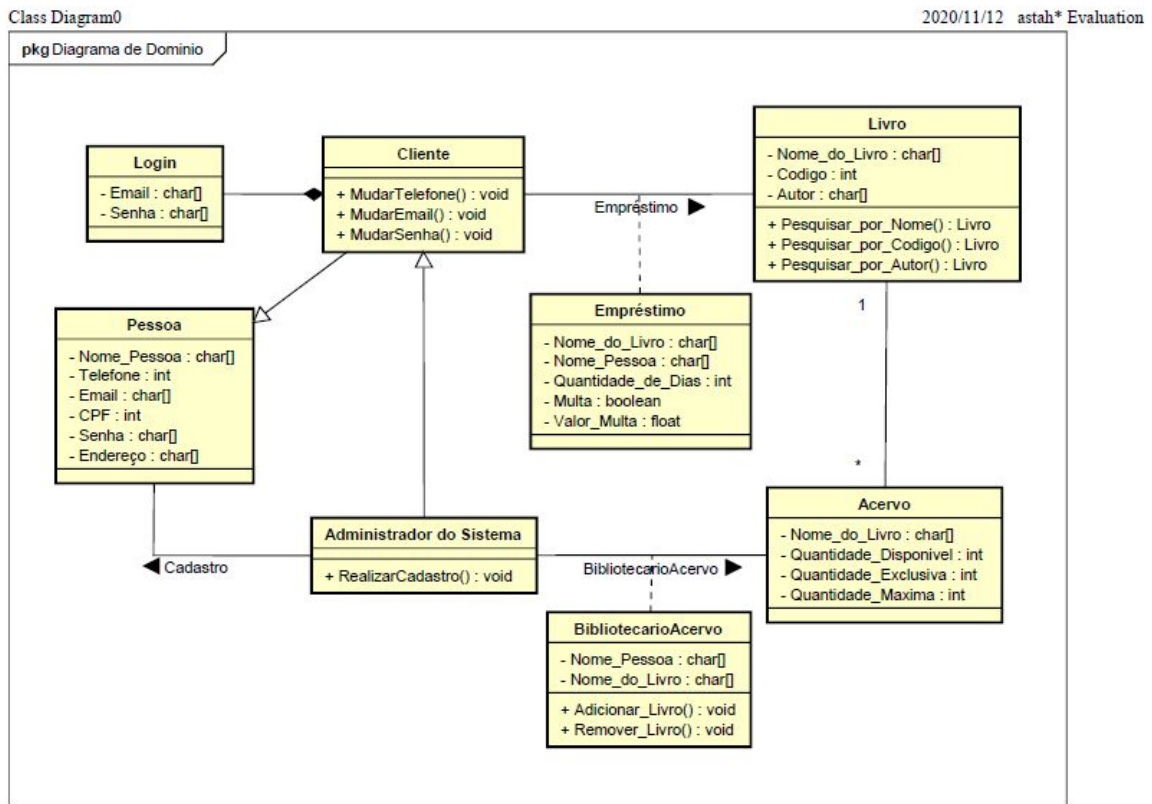 Class Diagram0
2020/11/12 astah* Evaluation
pkg Diagrama de Dominio
Login
- Email : char[]
- Senha : char[]
Cliente
+ MudarTelefone() : void
+ MudarEmail() : void
+ MudarSenha() : void
Empréstimo
Livro
- Nome_do_Livro : char[]
- Codigo : int
- Autor : char[]
+ Pesquisar_por_Nome() : Livro
+ Pesquisar_por_Codigo() : Livro
+ Pesquisar_por_Autor() : Livro
Pessoa
- Nome_Pessoa : char[]
- Telefone : int
- Email : char[]
- CPF : int
- Senha : char[]
- Endereço : char[]
Empréstimo
- Nome_do_Livro : char[]
- Nome_Pessoa : char[]
- Quantidade_de_Dias : int
- Multa : boolean
- Valor_Multa : float
1
*
Cadastro
Administrador do Sistema
+ RealizarCadastro() : void
BibliotecarioAcervo
Acervo
- Nome_do_Livro : char[]
- Quantidade_Disponivel : int
- Quantidade_Exclusiva : int
- Quantidade_Maxima : int
BibliotecarioAcervo
- Nome_Pessoa : char[]
- Nome_do_Livro : char[]
+ Adicionar_Livro() : void
+ Remover_Livro() : void